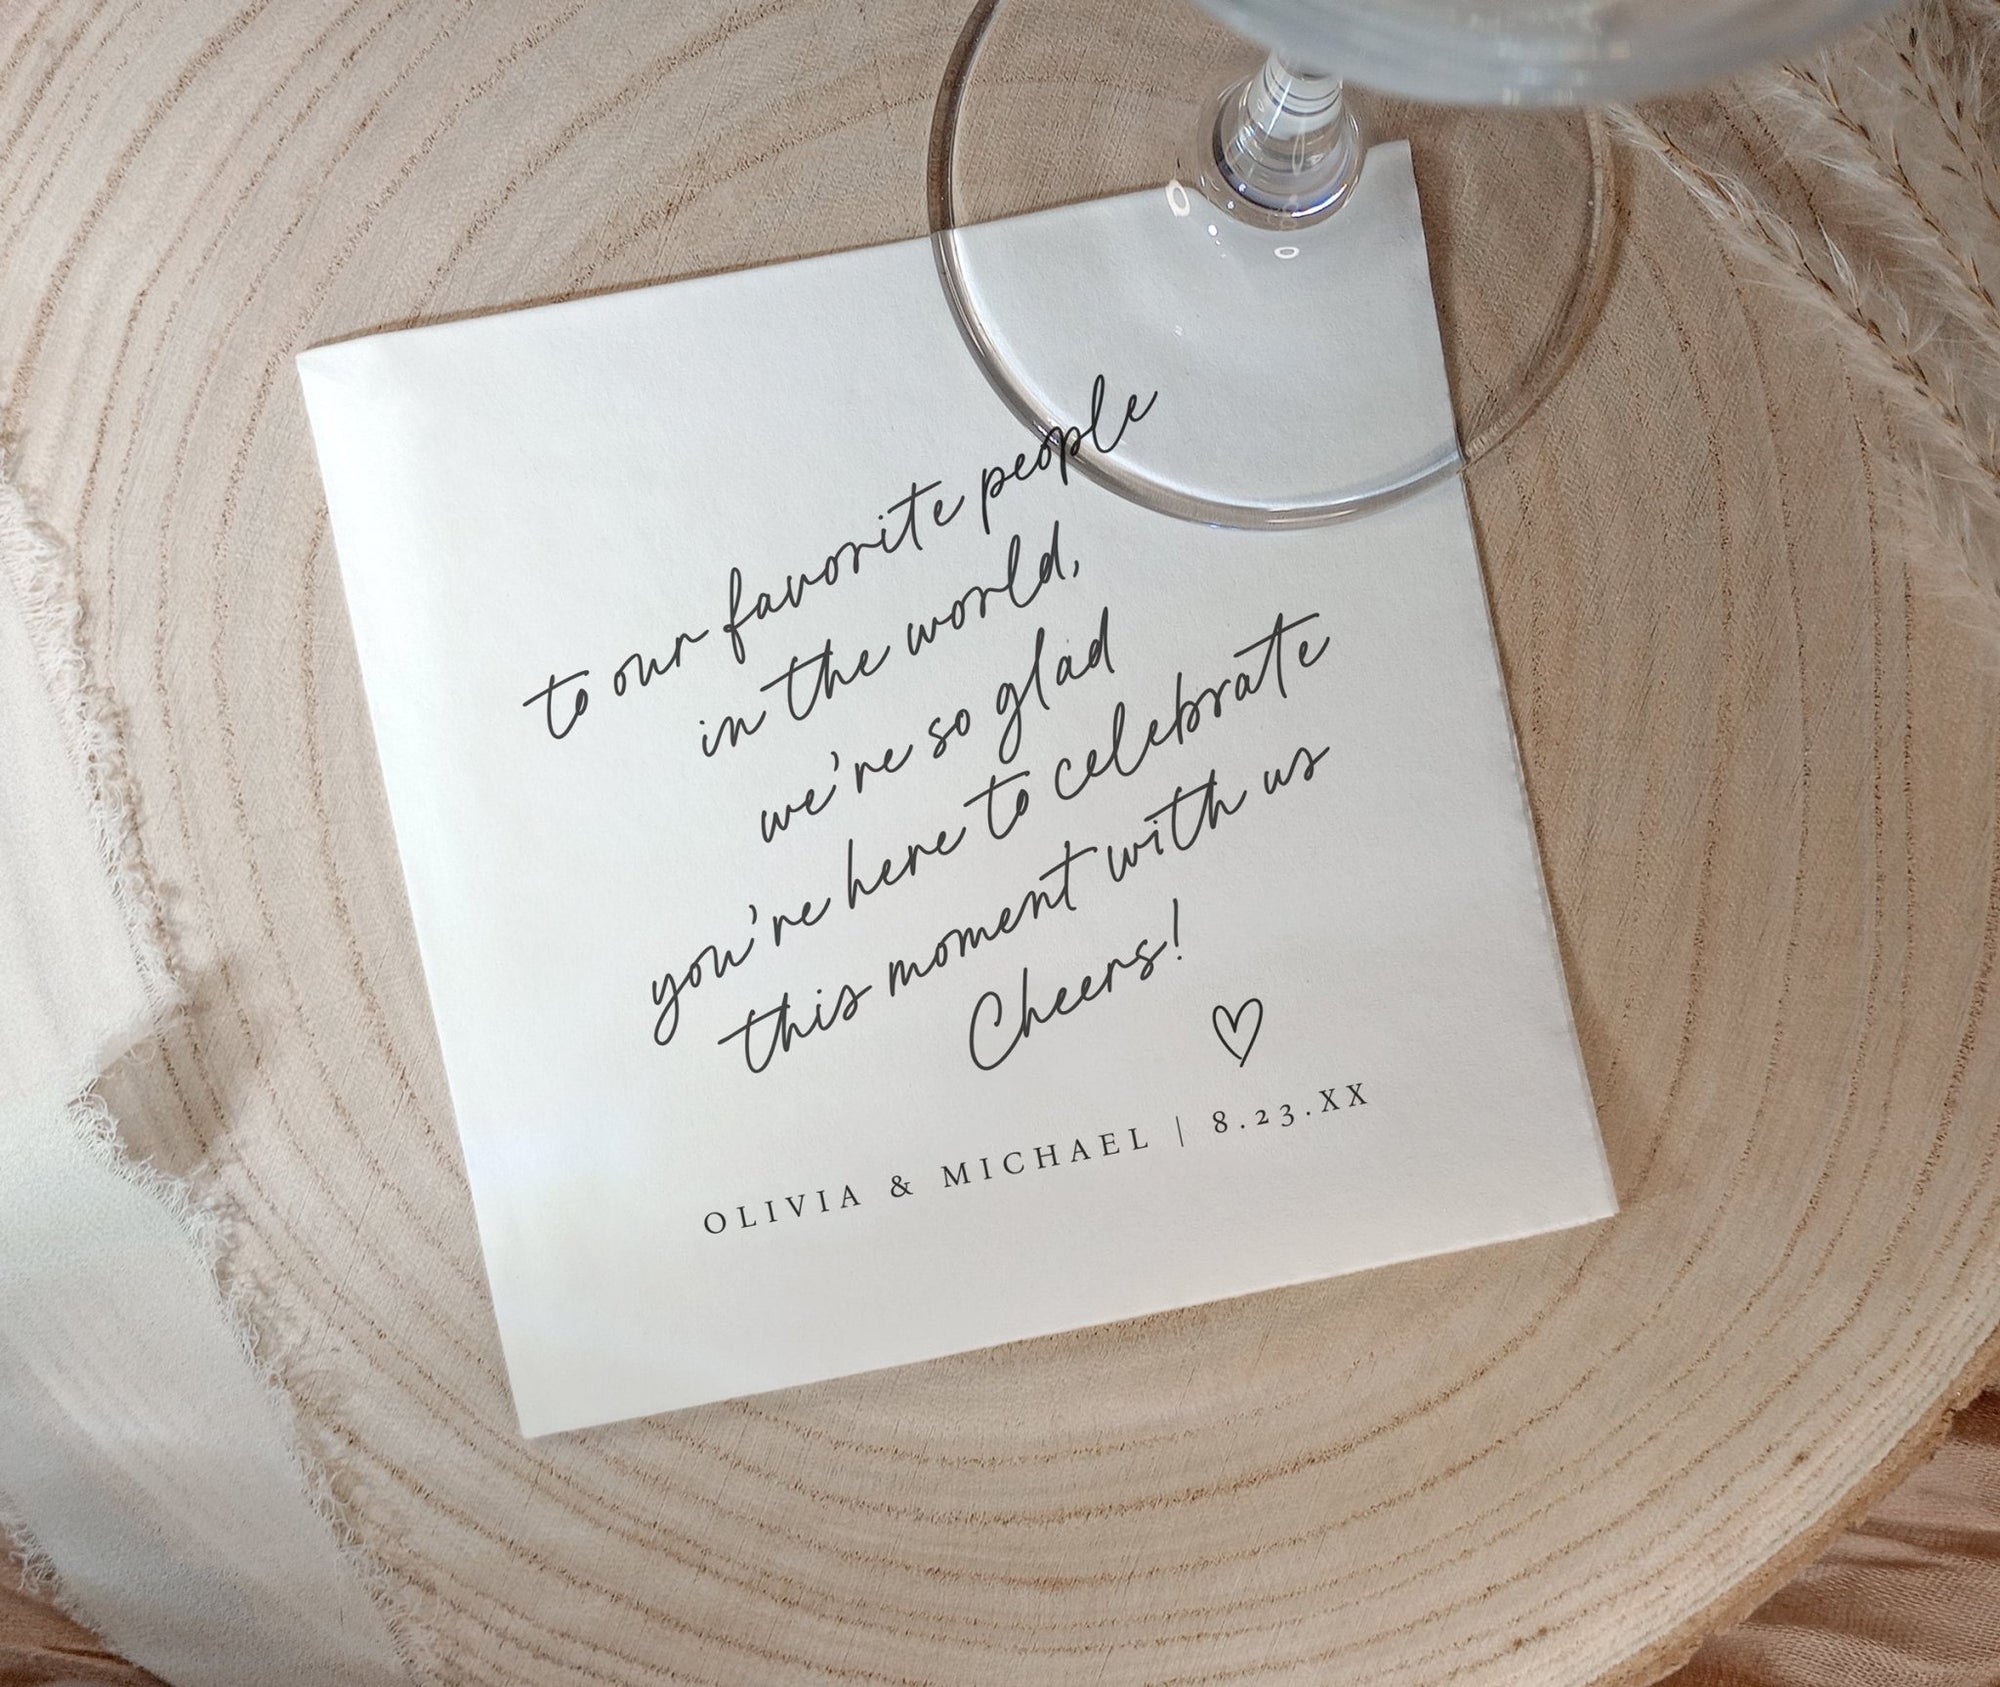 to our favorite people
in the world,
we're so glad
you're here to celebrate
this moment with us
Cheers!
OLIVIA & MICHAEL | 8.23.XX